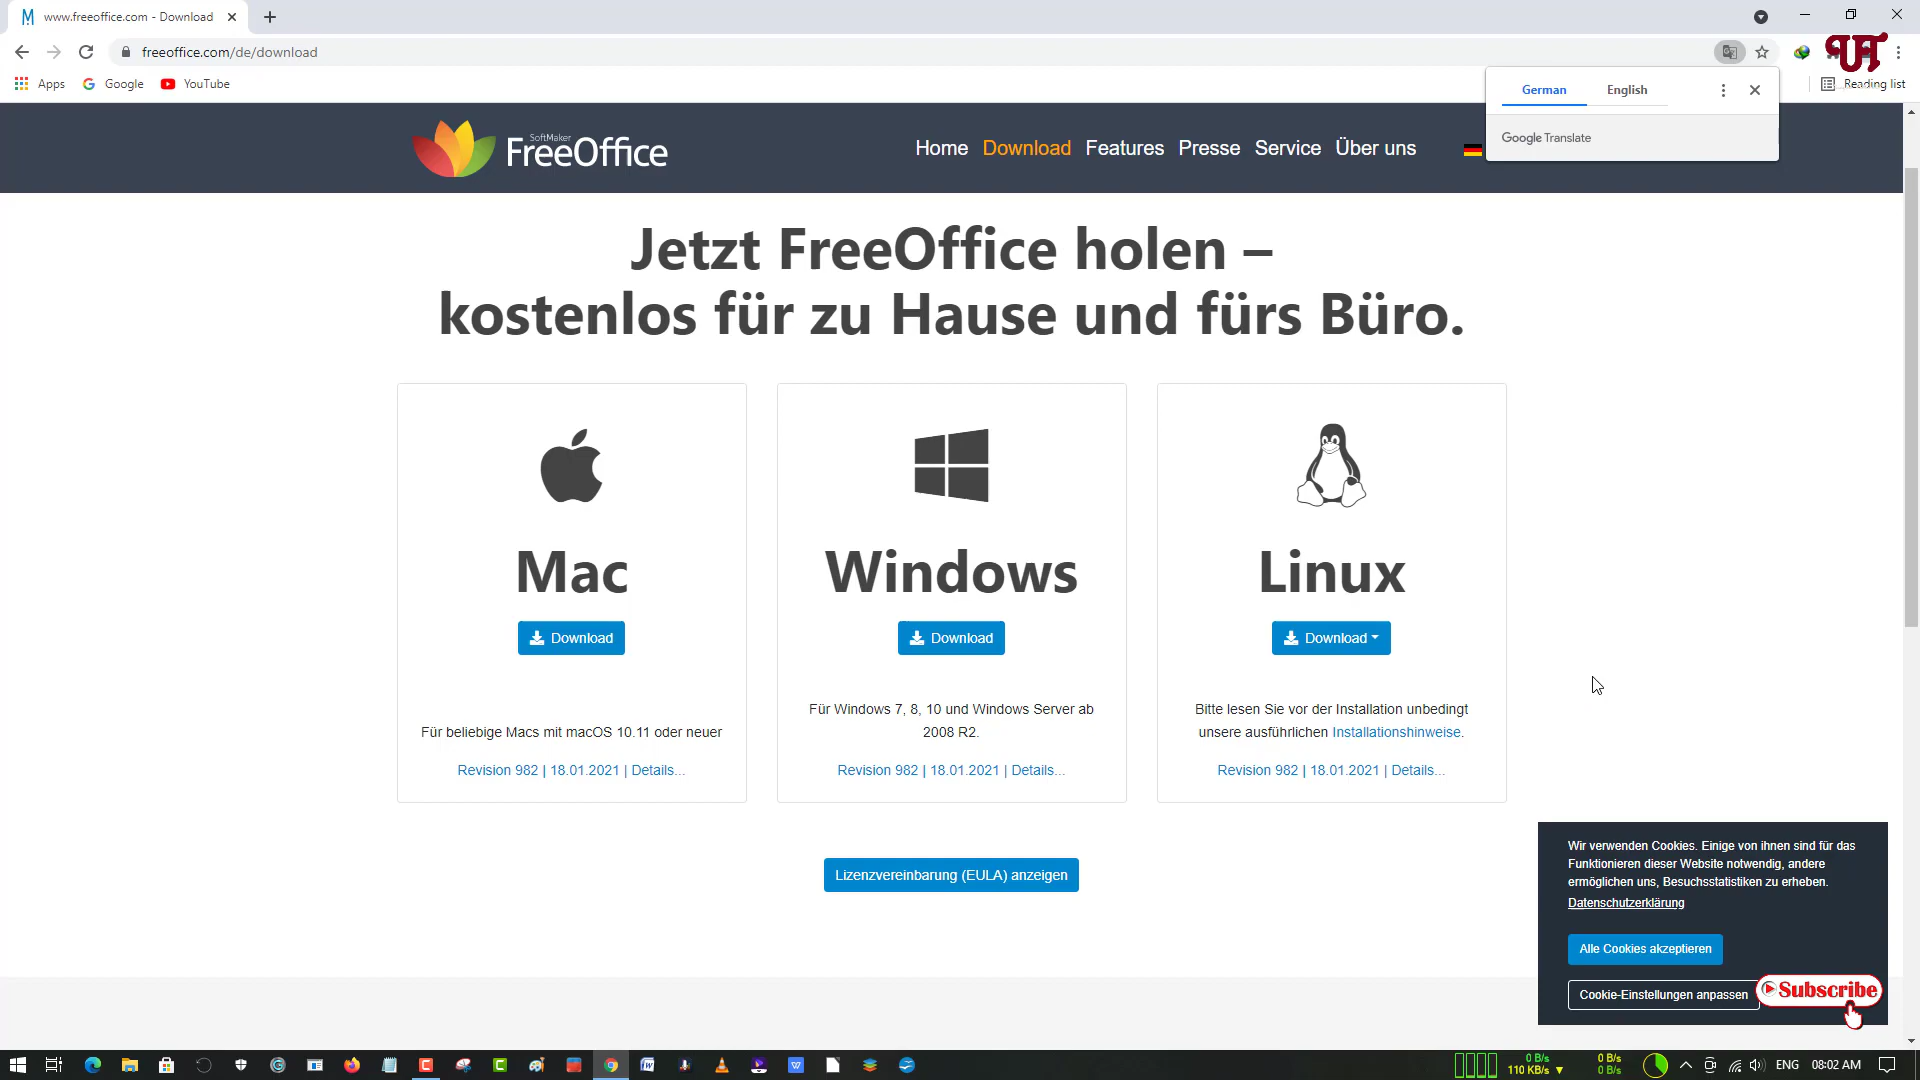 www.freeoffice.com - Download
freeoffice.com/de/download
Apps
Google
YouTube
Reading list
UT
German
English
Google Translate
SoftMaker
FreeOffice
Home
Download
Features
Presse
Service
Über uns
Jetzt FreeOffice holen –
kostenlos für zu Hause und fürs Büro.
Mac
Download
Für beliebige Macs mit macOS 10.11 oder neuer
Revision 982 | 18.01.2021 | Details...
Windows
Download
Für Windows 7, 8, 10 und Windows Server ab
2008 R2.
Revision 982 | 18.01.2021 | Details...
Linux
Download
Bitte lesen Sie vor der Installation unbedingt
unsere ausführlichen Installationshinweise.
Revision 982 | 18.01.2021 | Details...
Lizenzvereinbarung (EULA) anzeigen
Wir verwenden Cookies. Einige von ihnen sind für das
Funktionieren dieser Website notwendig, andere
ermöglichen uns, Besuchsstatistiken zu erheben.
Datenschutzerklärung
Alle Cookies akzeptieren
Cookie-Einstellungen anpassen
Subscribe
0 B/s
110 KB/s
0 B/s
0 B/s
ENG
08:02 AM